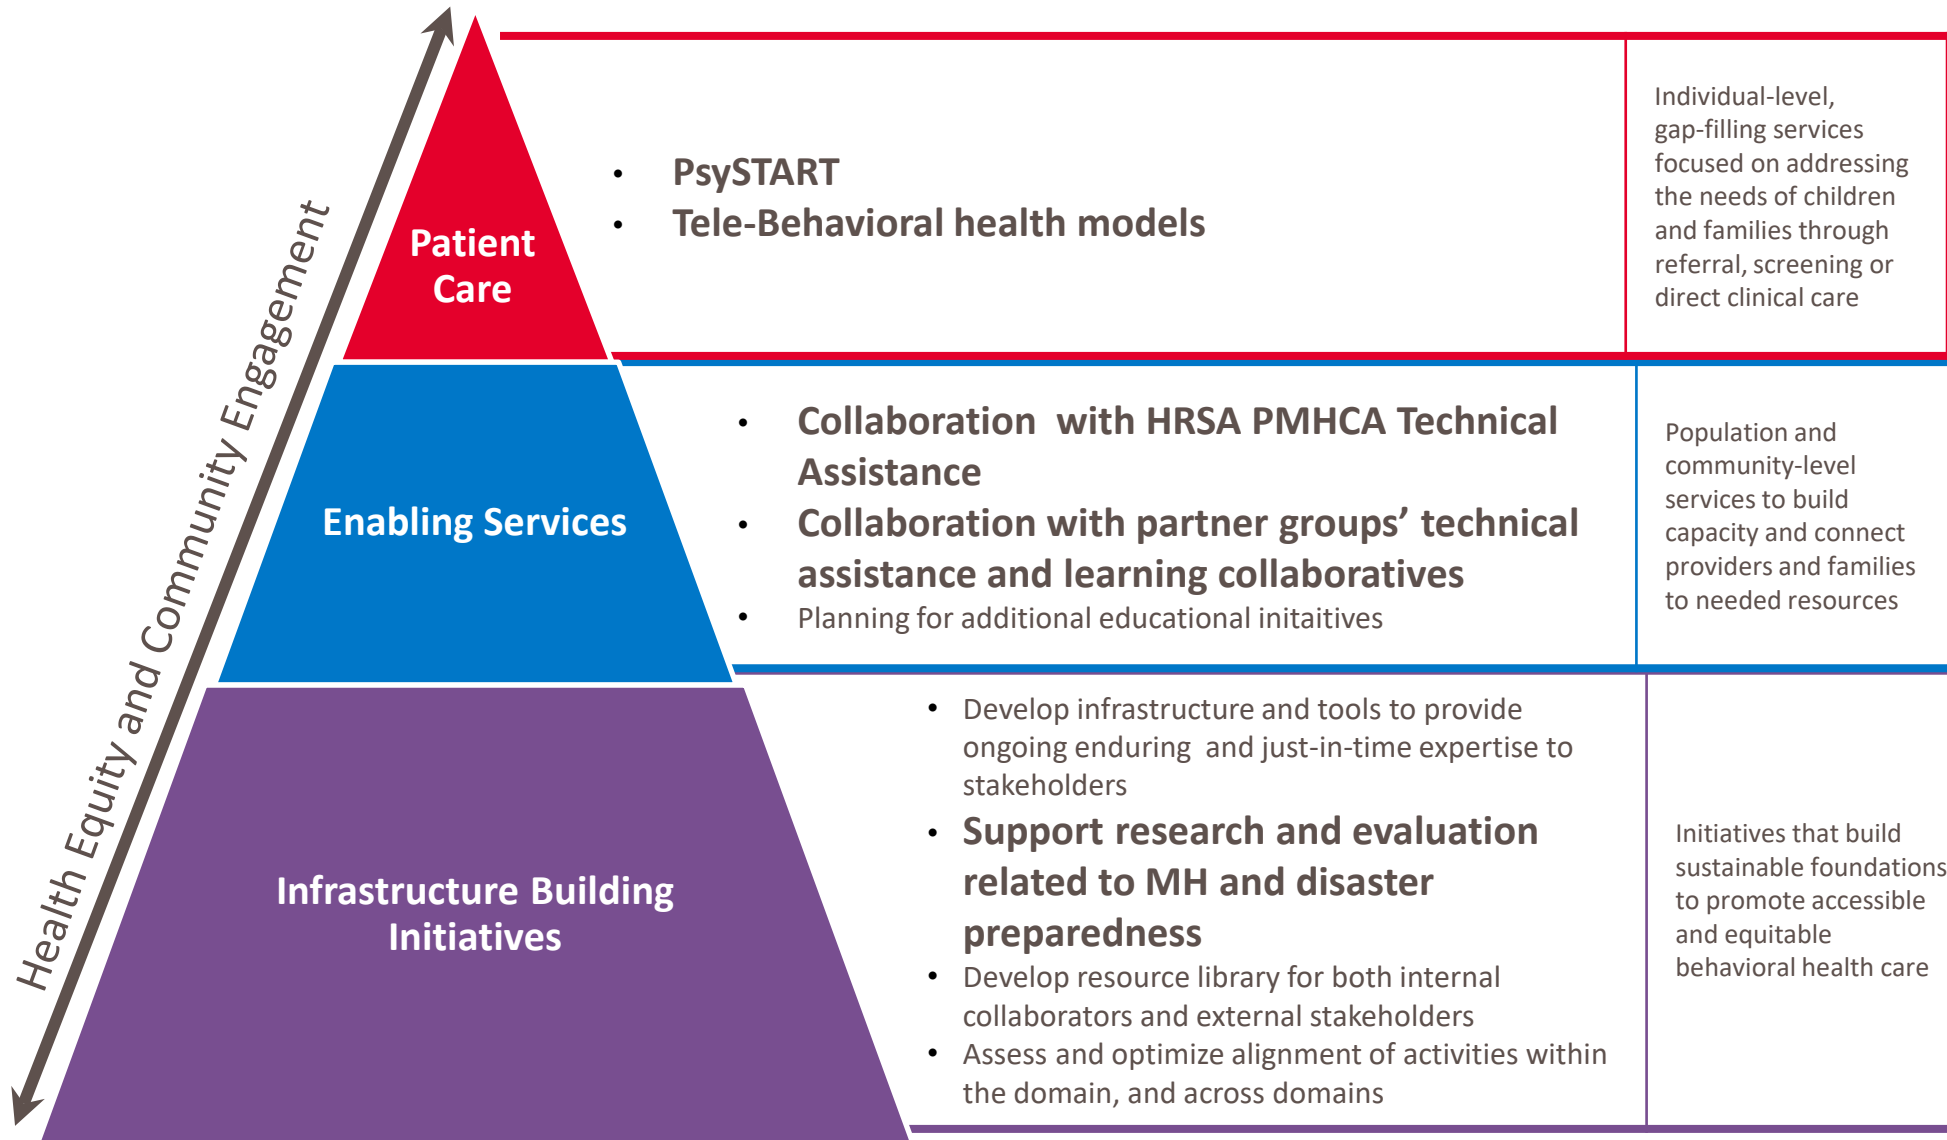 Health Equity and Community Engagement
Patient
Care
• PsySTART
• Tele-Behavioral health models
Individual-level,
gap-filling services
focused on addressing
the needs of children
and families through
referral, screening or
direct clinical care
Enabling Services
• Collaboration  with HRSA PMHCA Technical
Assistance
• Collaboration with partner groups’ technical
assistance and learning collaboratives
• Planning for additional educational initaitives
Population and
community-level
services to build
capacity and connect
providers and families
to needed resources
Infrastructure Building
Initiatives
• Develop infrastructure and tools to provide
ongoing enduring  and just-in-time expertise to
stakeholders
• Support research and evaluation
related to MH and disaster
preparedness
• Develop resource library for both internal
collaborators and external stakeholders
• Assess and optimize alignment of activities within
the domain, and across domains
Initiatives that build
sustainable foundations
to promote accessible
and equitable
behavioral health care